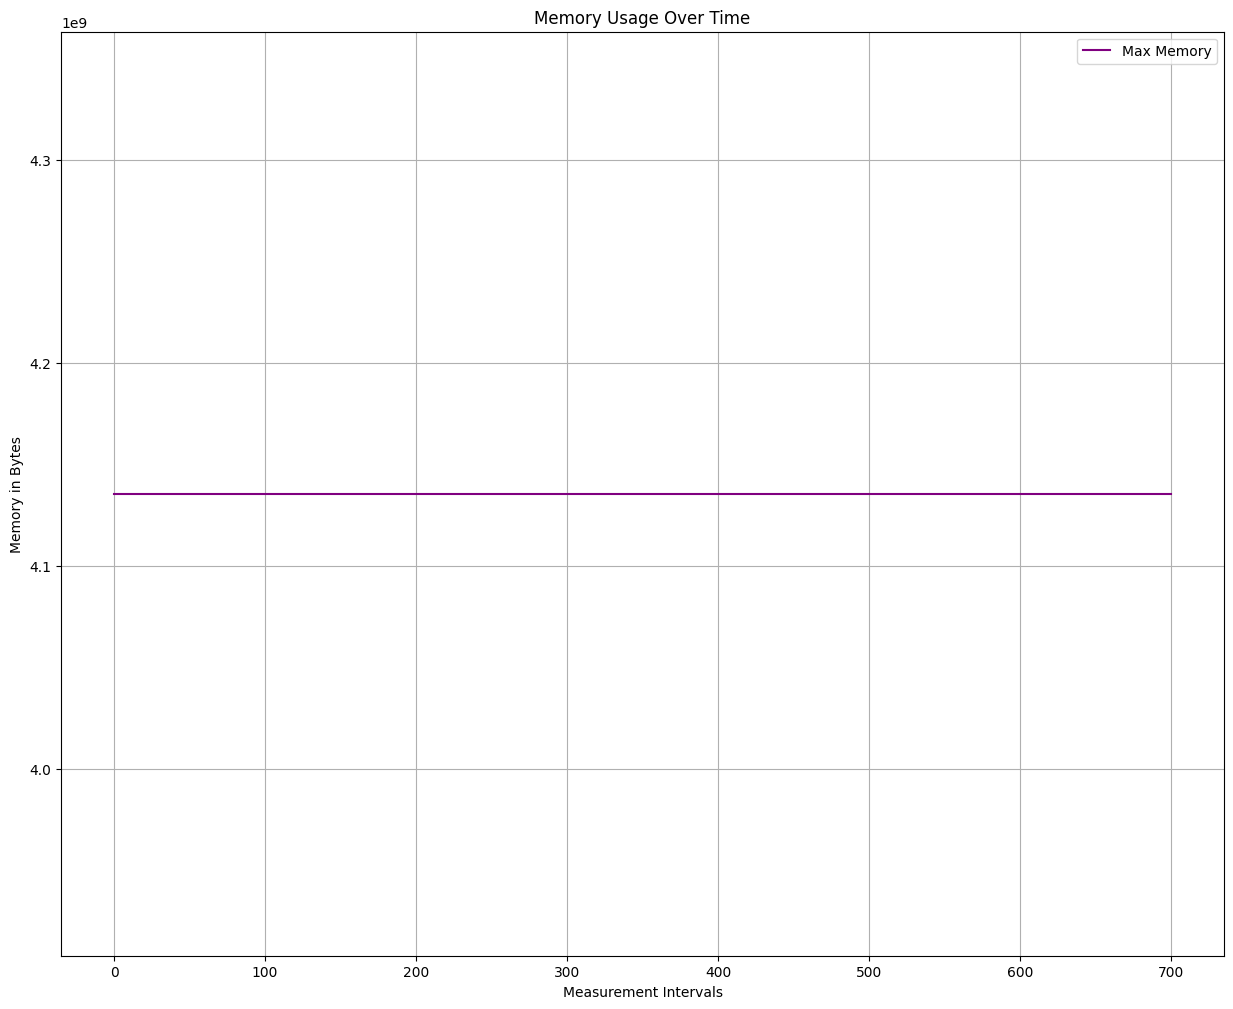 Memory Usage Over Time
1e9
Max Memory
4.3
4.2
4.1
4.0
Memory in Bytes
0 100 200 300 400 500 600 700
Measurement Intervals